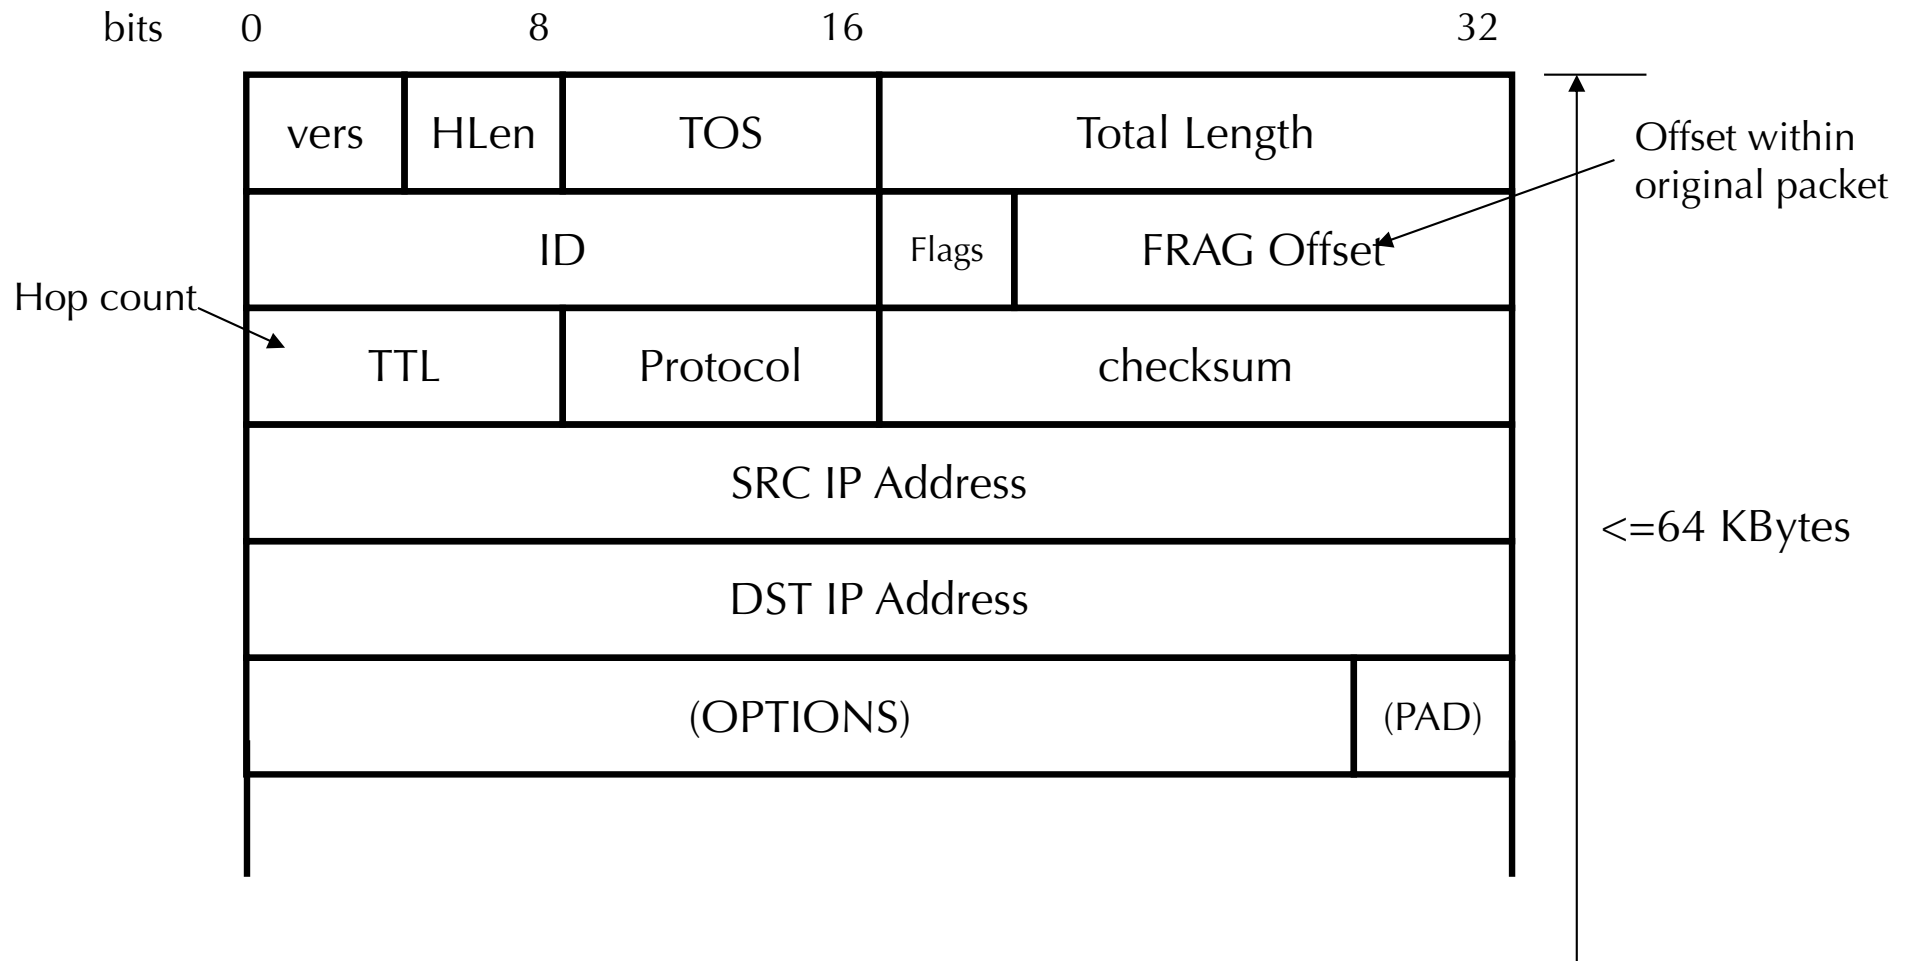 bits 0 8 16 32
vers HLen TOS Total Length
Offset within
original packet
ID Flags FRAG Offset
Hop count
TTL Protocol checksum
SRC IP Address
<=64 KBytes
DST IP Address
(OPTIONS) (PAD)